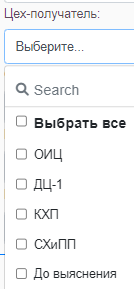 Цех-получатель:
Выберите...
Search
Выбрать все
ОИЦ
ДЦ-1
КХП
СХиПП
До выяснения